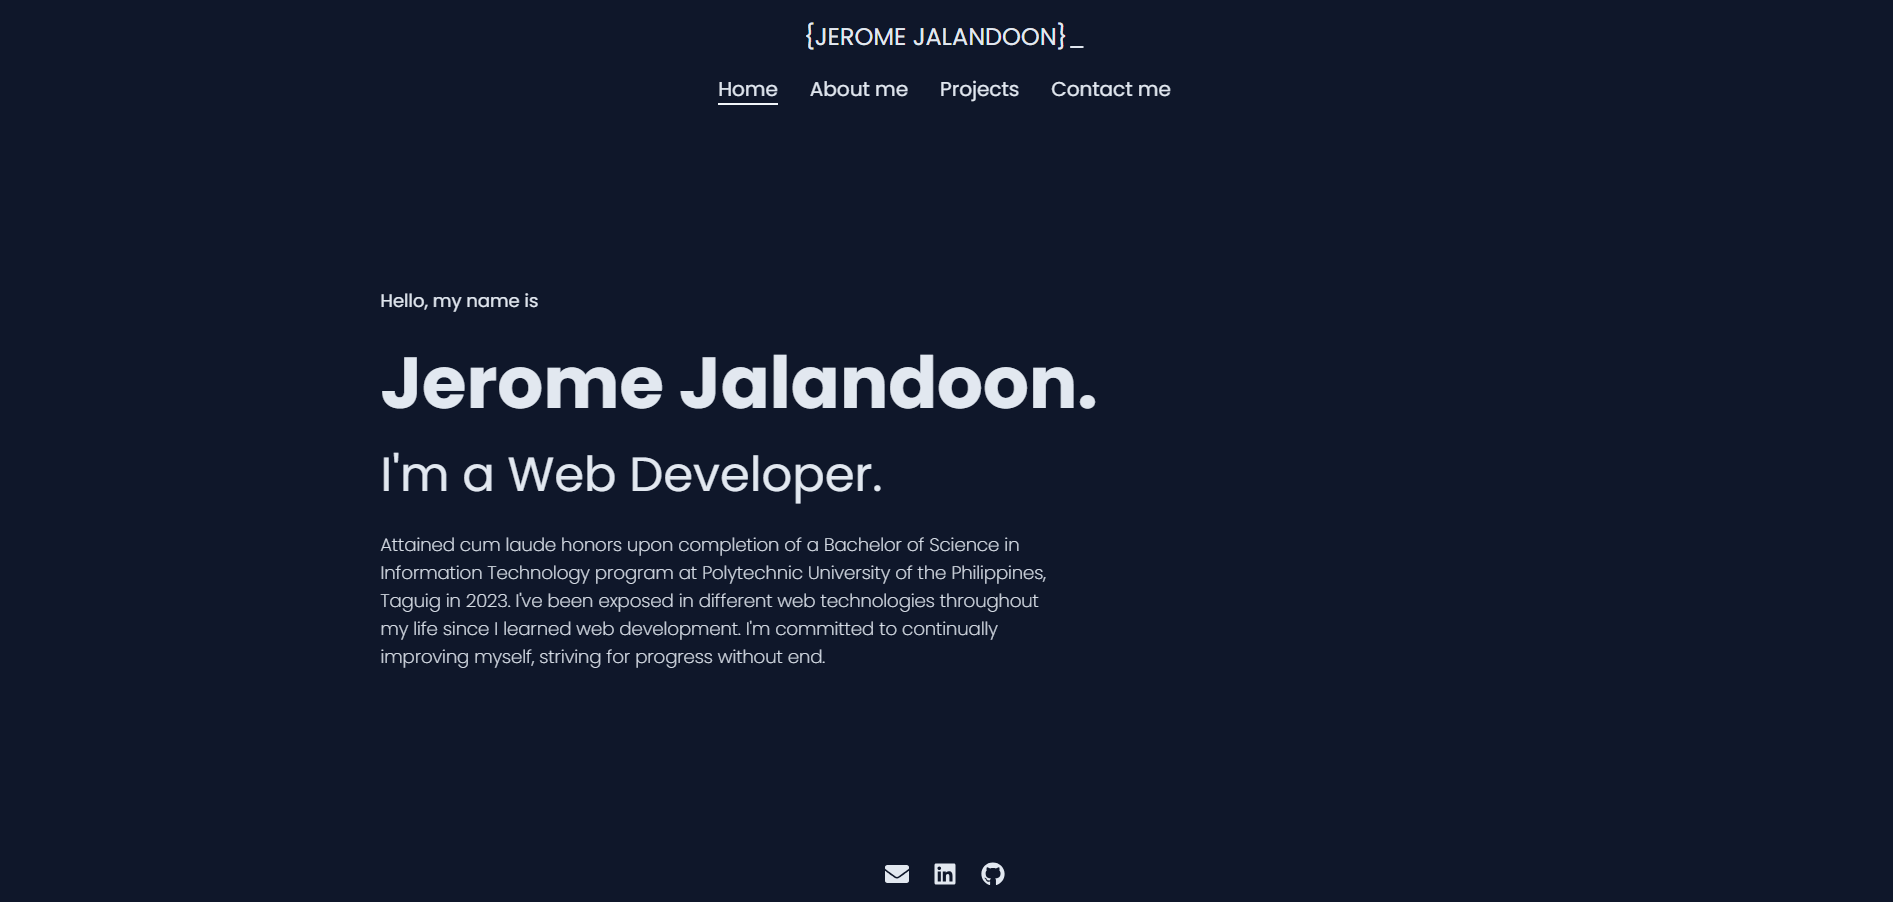 {JEROME JALANDOON}_
Home About me Projects Contact me
Hello, my name is
Jerome Jalandoon.
I'm a Web Developer.
Attained cum laude honors upon completion of a Bachelor of Science in
Information Technology program at Polytechnic University of the Philippines,
Taguig in 2023. I've been exposed in different web technologies throughout
my life since I learned web development. I'm committed to continually
improving myself, striving for progress without end.
in